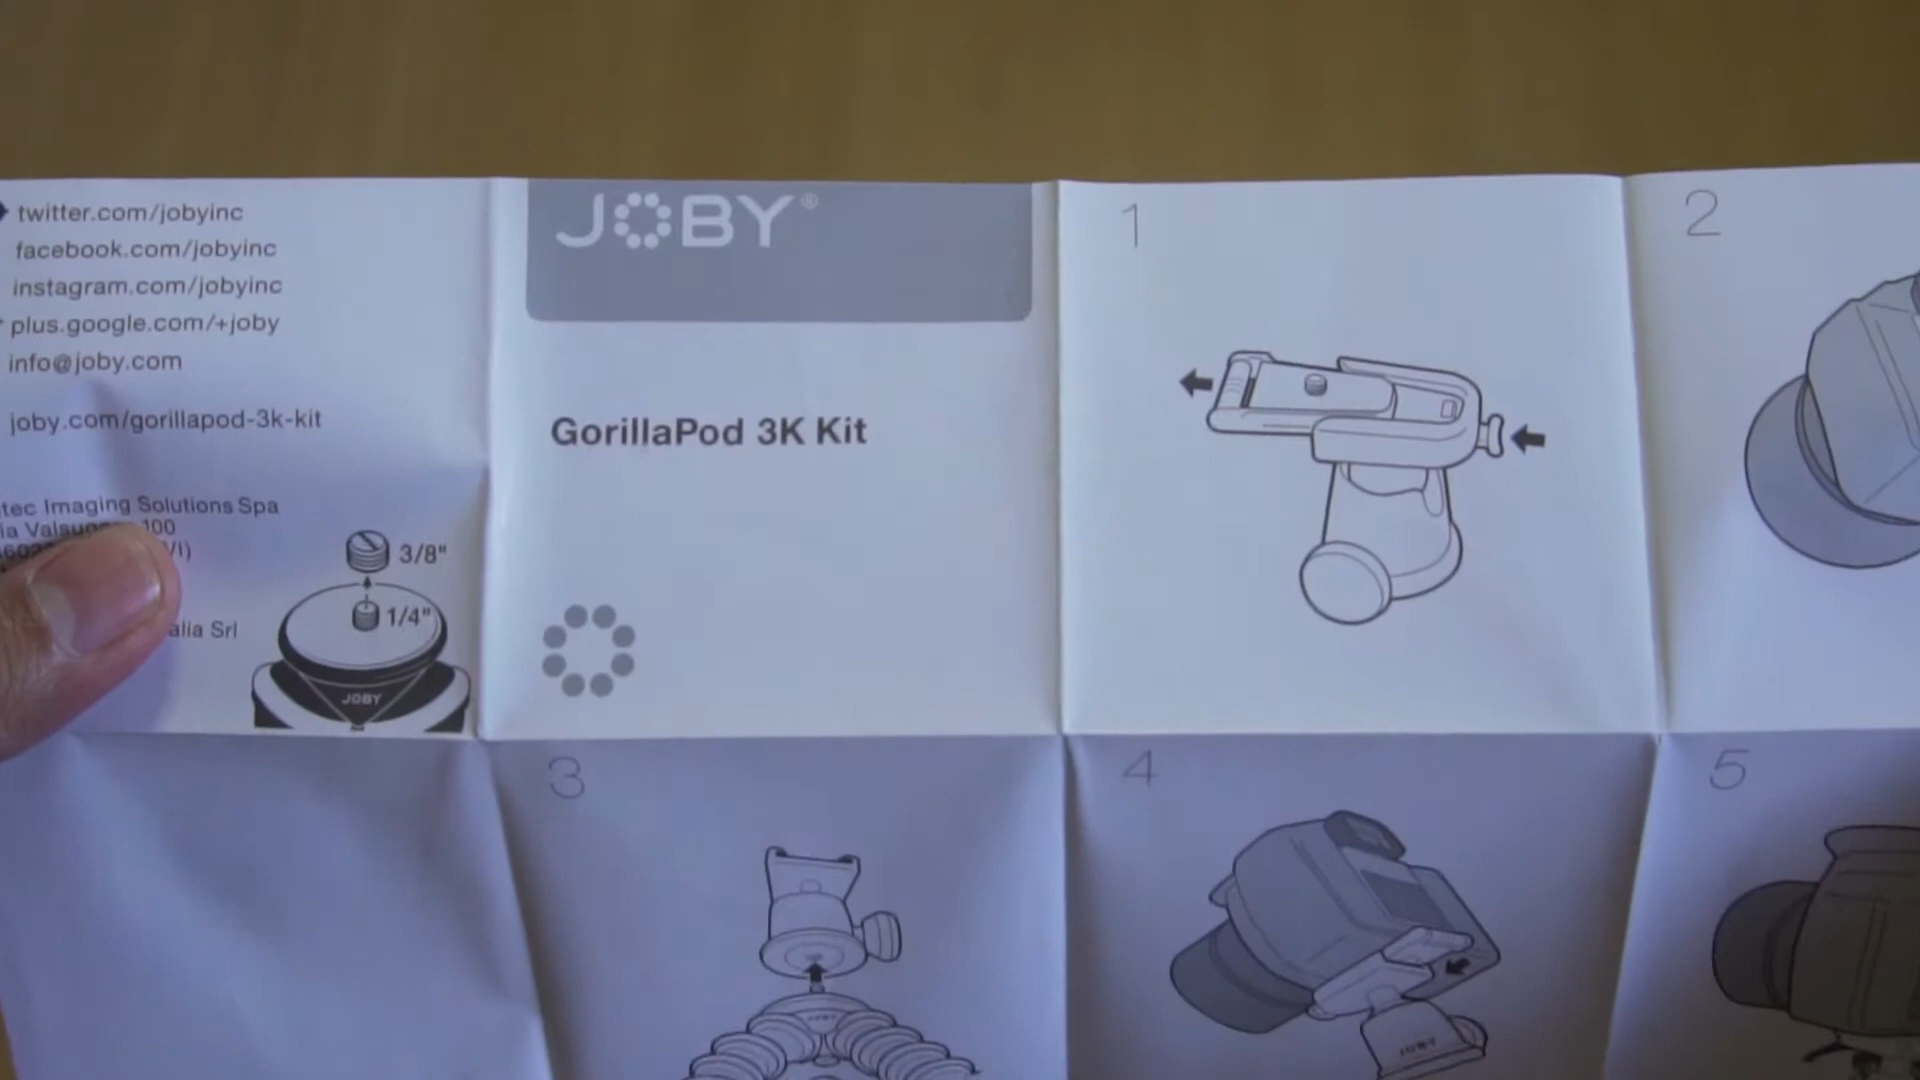 twitter.com/jobyinc
facebook.com/jobyinc
instagram.com/jobyinc
plus.google.com/+joby
info@joby.com
joby.com/gorillapod-3k-kit
Imaging Solutions Spa
100
Srl
3/8"
1/4"
JOBY
JOBY®
GorillaPod 3K Kit
1
2
3
JOBY
4
JOBY
5